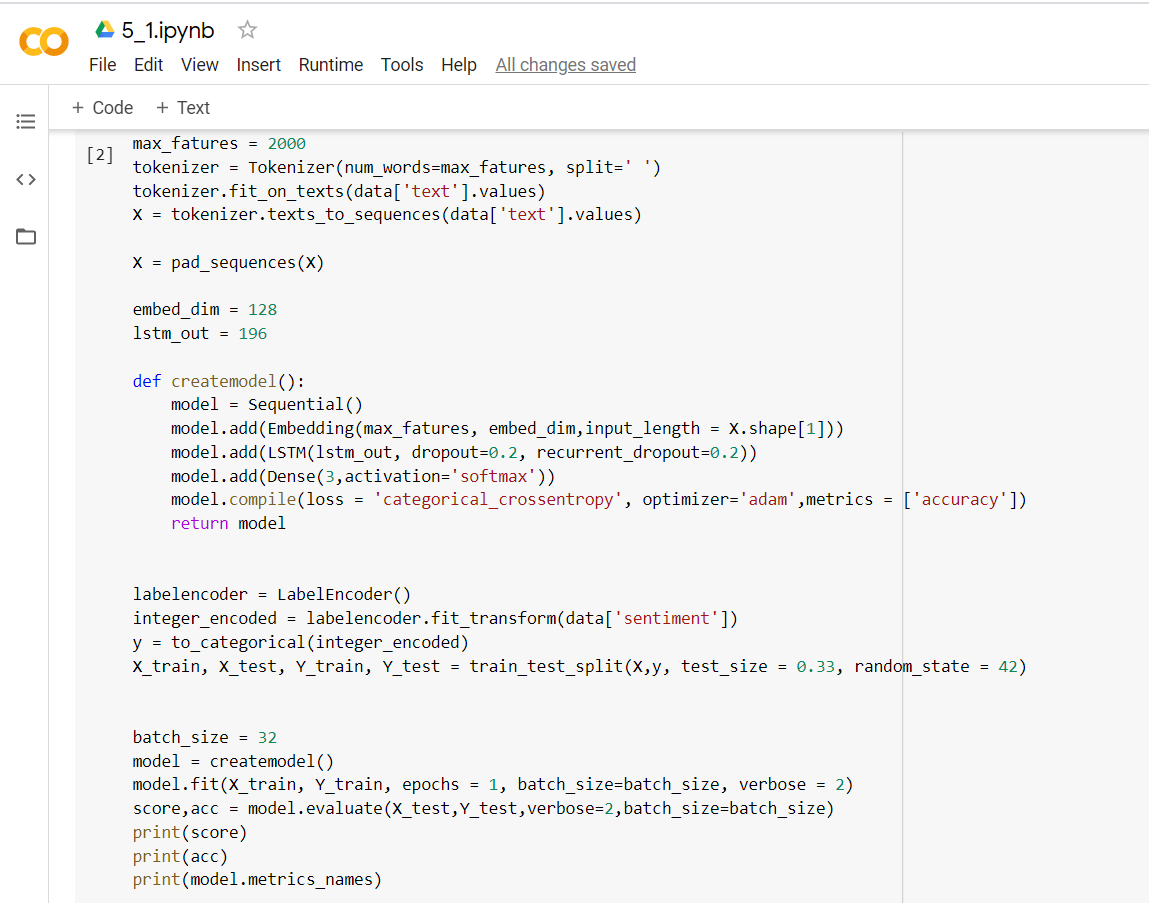 5_1.ipynb
File Edit View Insert Runtime Tools Help All changes saved
+ Code + Text
[2]
max_fatures = 2000
tokenizer = Tokenizer(num_words=max_fatures, split=' ')
tokenizer.fit_on_texts(data['text'].values)
X = tokenizer.texts_to_sequences(data['text'].values)
X = pad_sequences(X)
embed_dim = 128
lstm_out = 196
def createmodel():
    model = Sequential()
    model.add(Embedding(max_fatures, embed_dim,input_length = X.shape[1]))
    model.add(LSTM(lstm_out, dropout=0.2, recurrent_dropout=0.2))
    model.add(Dense(3,activation='softmax'))
    model.compile(loss = 'categorical_crossentropy', optimizer='adam',metrics = ['accuracy'])
    return model
labelencoder = LabelEncoder()
integer_encoded = labelencoder.fit_transform(data['sentiment'])
y = to_categorical(integer_encoded)
X_train, X_test, Y_train, Y_test = train_test_split(X,y, test_size = 0.33, random_state = 42)
batch_size = 32
model = createmodel()
model.fit(X_train, Y_train, epochs = 1, batch_size=batch_size, verbose = 2)
score,acc = model.evaluate(X_test,Y_test,verbose=2,batch_size=batch_size)
print(score)
print(acc)
print(model.metrics_names)